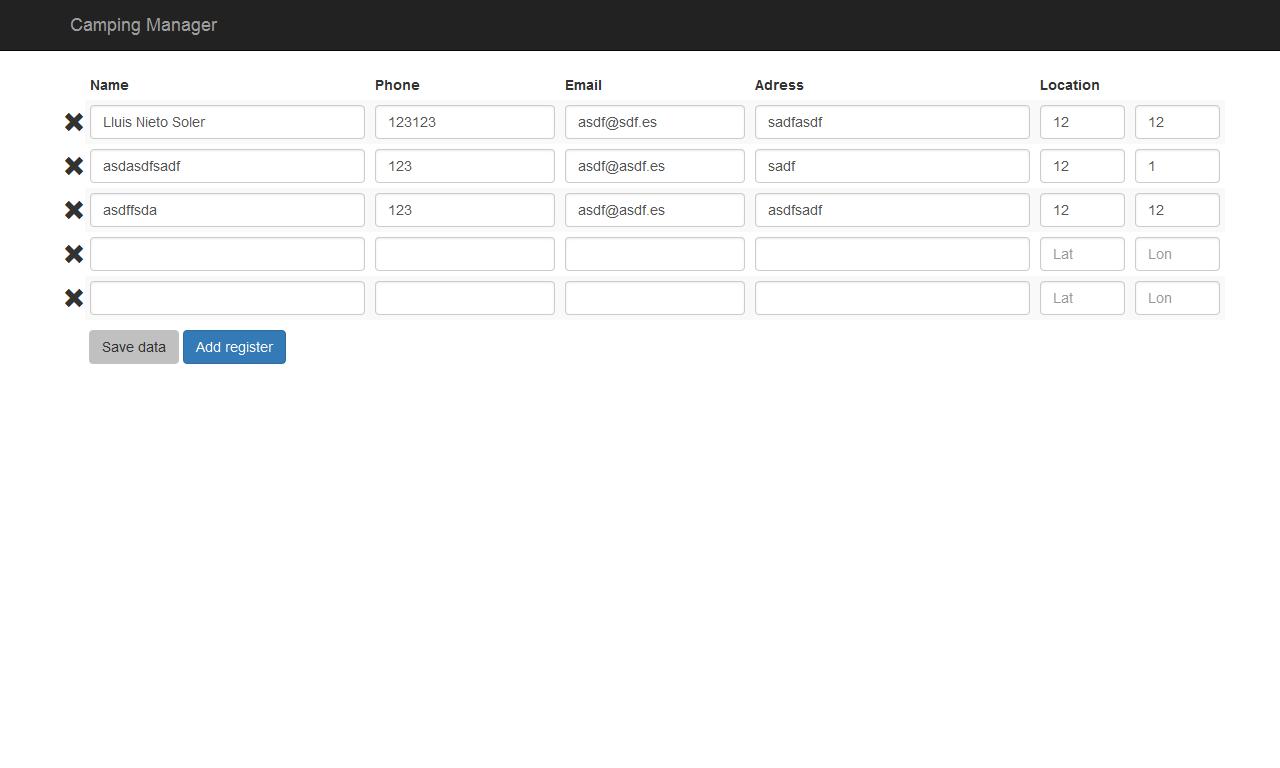 Camping Manager
Name Phone Email Adress Location
Lluis Nieto Soler 123123 asdf@sdf.es sadfasdf 12 12
asdasdfsadf 123 asdf@asdf.es sadf 12 1
asdffsda 123 asdf@asdf.es asdfsadf 12 12
Lat Lon
Lat Lon
Save data Add register